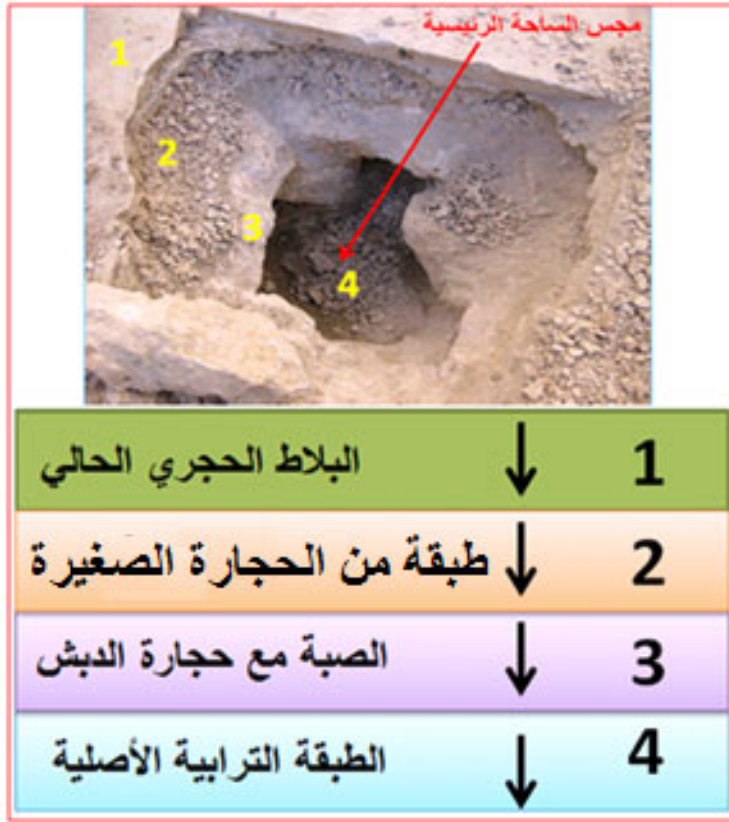 مجس الساحة الرئيسية
1
2
3
4
1 البلاط الحجري الحالي
2 طبقة من الحجارة الصغيرة
3 الصبة مع حجارة الدبش
4 الطبقة الترابية الأصلية